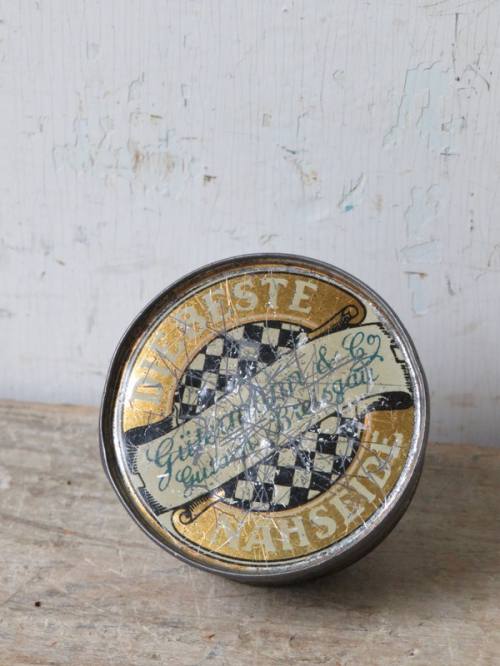 DIE BESTE
Gütermann & Co
Gutach-Breisgau
NÄHSEIDE